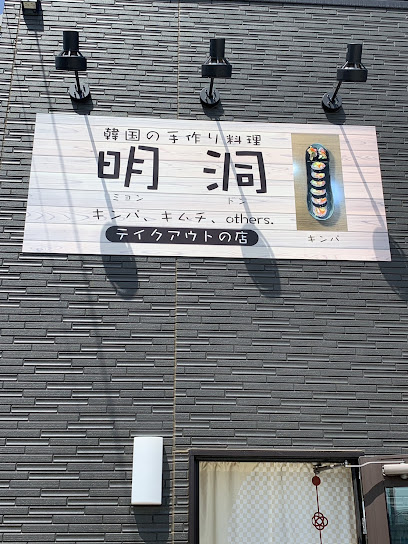 韓国の手作り料理
明洞
ミョン ドン
キンパ、キムチ、others.
テイクアウトの店
キンパ